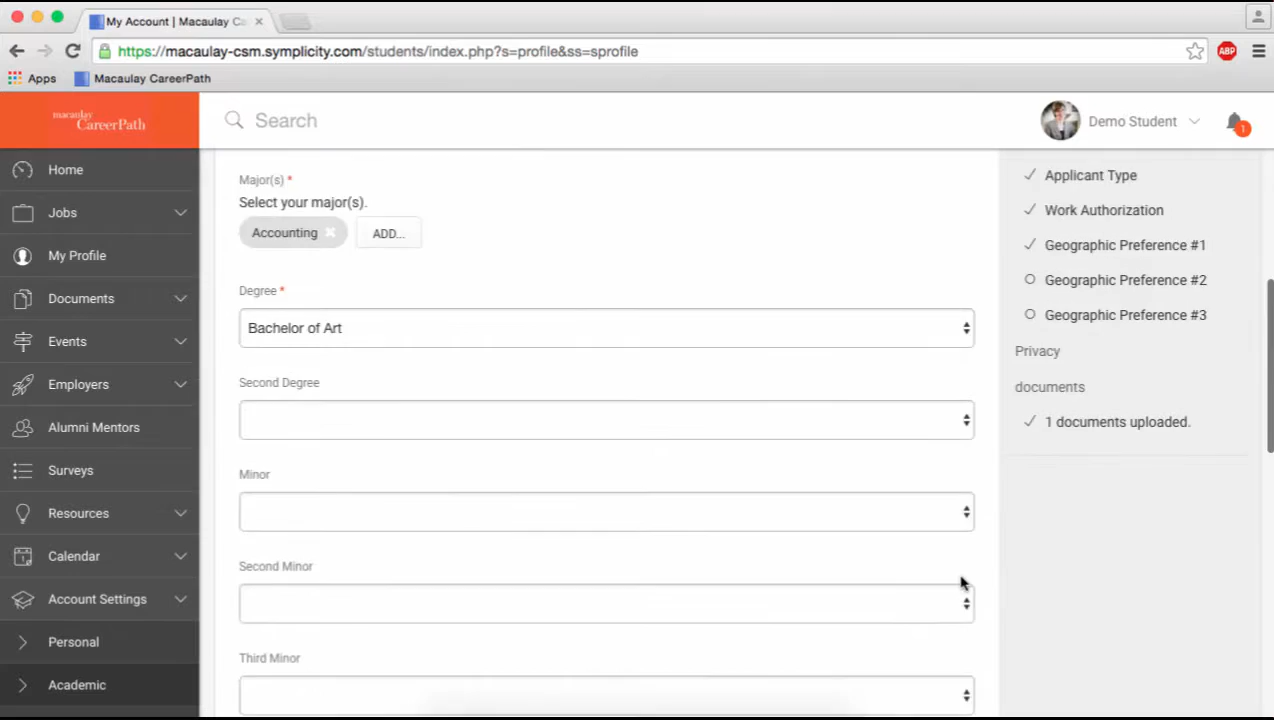 My Account | Macaulay Ca
https://macaulay-csm.symplicity.com/students/index.php?s=profile&ss=sprofile
ABP
Apps
Macaulay CareerPath
macaulay
CareerPath
Search
Demo Student
1
Home
Jobs
My Profile
Documents
Events
Employers
Alumni Mentors
Surveys
Resources
Calendar
Account Settings
Personal
Academic
Major(s) *
Select your major(s).
Accounting
ADD...
Degree *
Bachelor of Art
Second Degree
Minor
Second Minor
Third Minor
Applicant Type
Work Authorization
Geographic Preference #1
Geographic Preference #2
Geographic Preference #3
Privacy
documents
1 documents uploaded.